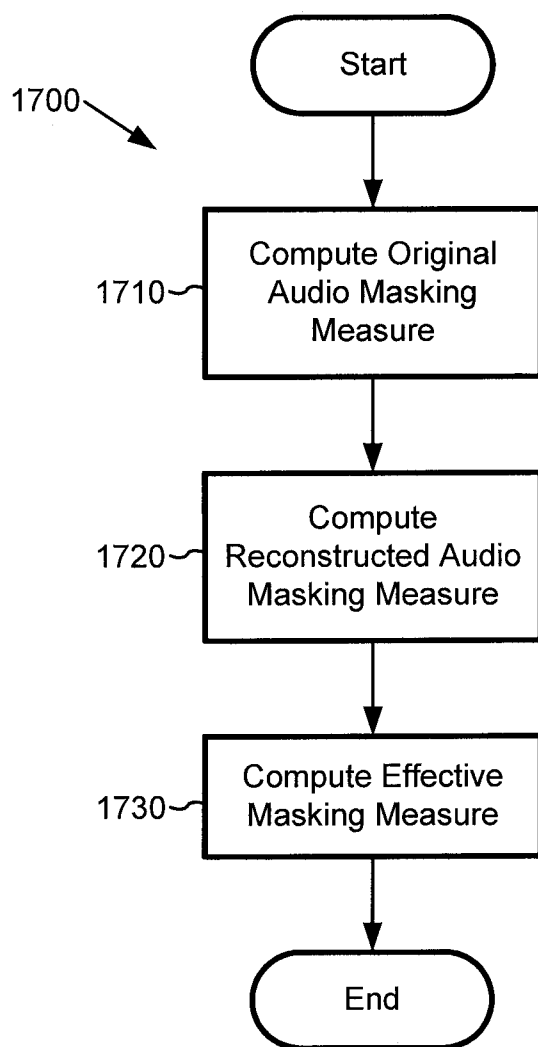 Start
1700
Compute Original
Audio Masking
Measure
1710
Compute
Reconstructed Audio
Masking Measure
1720
Compute Effective
Masking Measure
1730
End